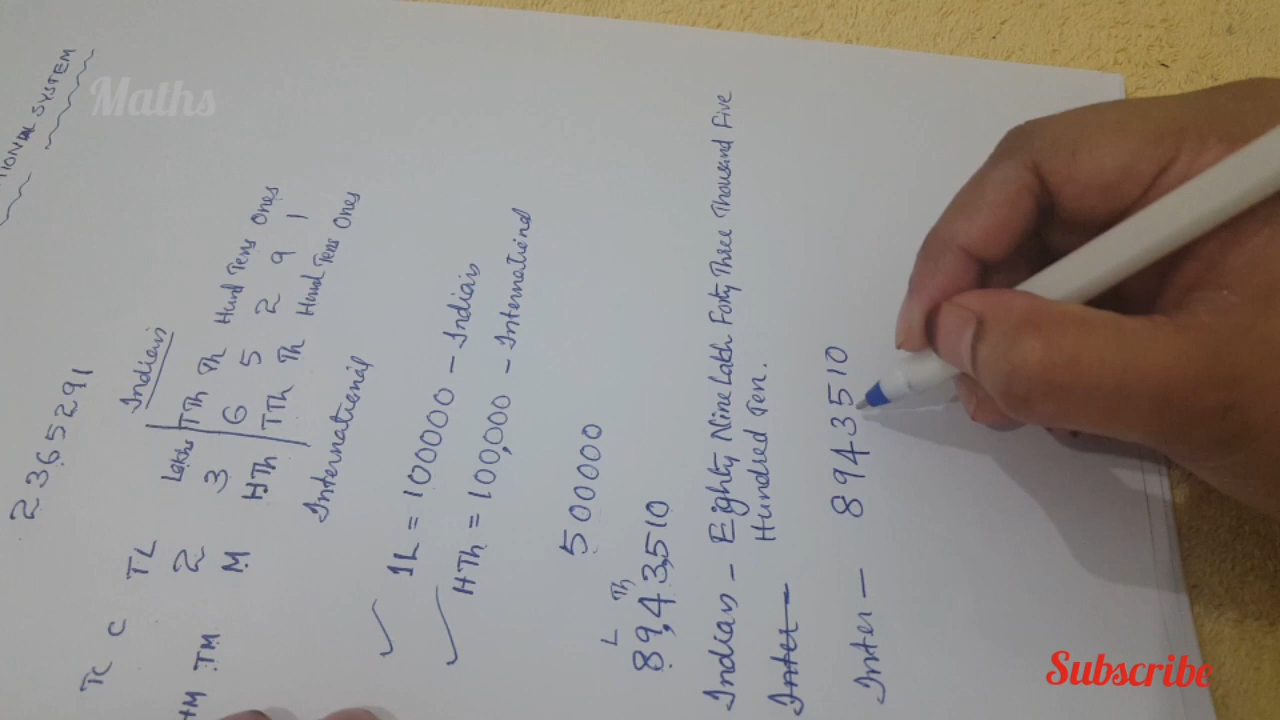 TIONAL SYSTEM
Maths
2365291
Indian
TC C TL Lakhs TTh Th Hund Tens Ones
2 3 6 5 2 9 1
HM TM M HTh TTh Th Hund Tens Ones
International
1L = 100000 - Indian
HTh = 100,000 - International
500000
L Th
89,43,510
Indian - Eighty Nine Lakh Forty Three Thousand Five
Hundred Ten.
Inter-
Inter - 8943510
Subscribe